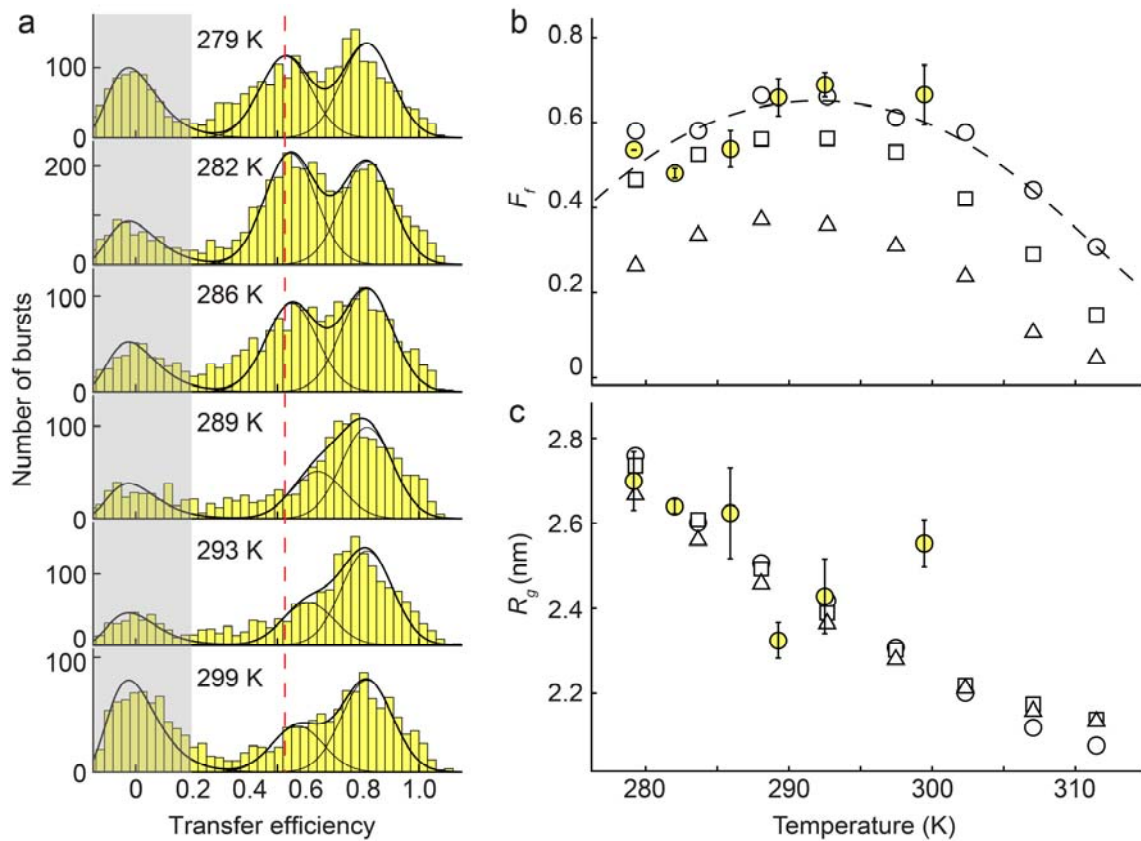 a
279 K
100
0
282 K
200
100
0
286 K
100
0
289 K
100
0
293 K
100
0
299 K
100
0
0 0.2 0.4 0.6 0.8 1.0
Number of bursts
Transfer efficiency
b
0.8
0.6
0.4
0.2
0
F_f
c
2.8
2.6
2.4
2.2
R_g (nm)
280 290 300 310
Temperature (K)